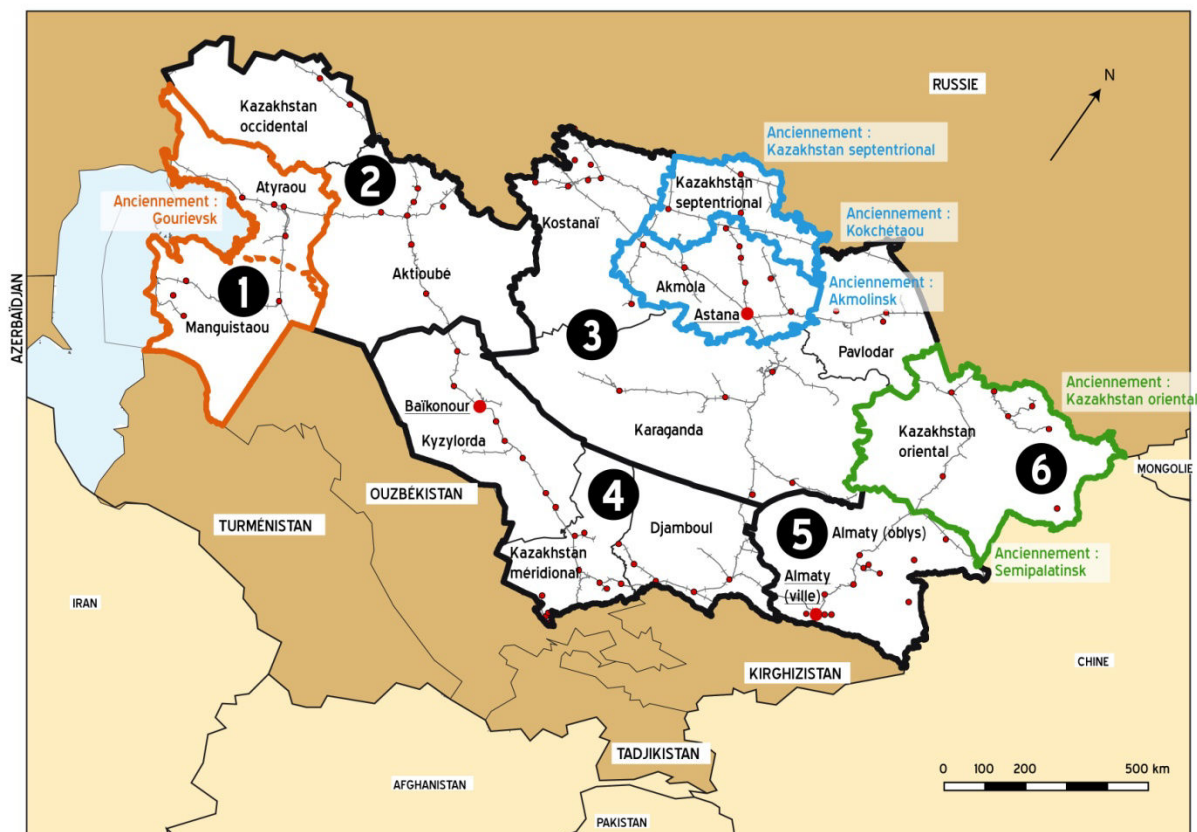 N
RUSSIE
Kazakhstan
occidental
Anciennement :
Kazakhstan septentrional
2
Atyraou
Kazakhstan
septentrional
Anciennement :
Gourievsk
Kostanaï
Anciennement :
Kokchétaou
Aktioubé
Akmola
Anciennement :
Akmolinsk
1
Manguistaou
Astana
AZERBAÏDJAN
3
Pavlodar
Anciennement :
Kazakhstan oriental
Baïkonour
Kyzylorda
Karaganda
Kazakhstan
oriental
6
MONGOLIE
OUZBÉKISTAN
4
TURMÉNISTAN
Djamboul
5
Almaty (oblys)
Kazakhstan
méridional
Almaty
(ville)
Anciennement :
Semipalatinsk
IRAN
KIRGHIZISTAN
CHINE
TADJIKISTAN
AFGHANISTAN
0 100 200 500 km
PAKISTAN